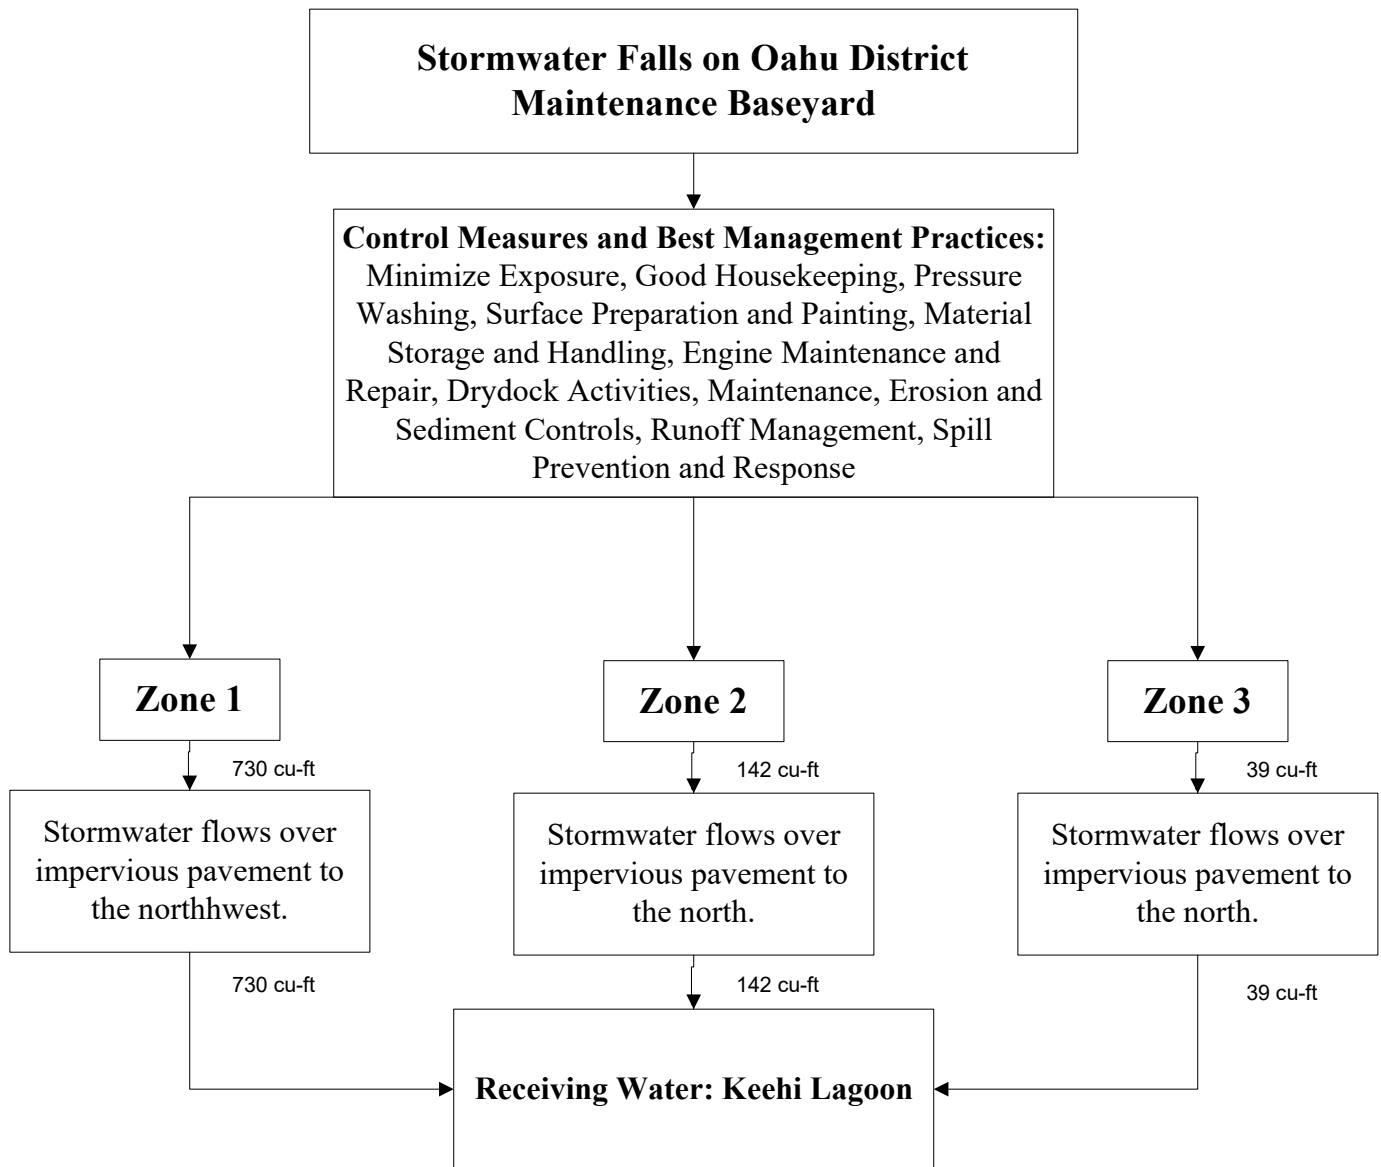 Stormwater Falls on Oahu District
Maintenance Baseyard
Control Measures and Best Management Practices:
Minimize Exposure, Good Housekeeping, Pressure
Washing, Surface Preparation and Painting, Material
Storage and Handling, Engine Maintenance and
Repair, Drydock Activities, Maintenance, Erosion and
Sediment Controls, Runoff Management, Spill
Prevention and Response
Zone 1
Zone 2
Zone 3
730 cu-ft
142 cu-ft
39 cu-ft
Stormwater flows over
impervious pavement to
the northhwest.
Stormwater flows over
impervious pavement to
the north.
Stormwater flows over
impervious pavement to
the north.
730 cu-ft
142 cu-ft
39 cu-ft
Receiving Water: Keehi Lagoon